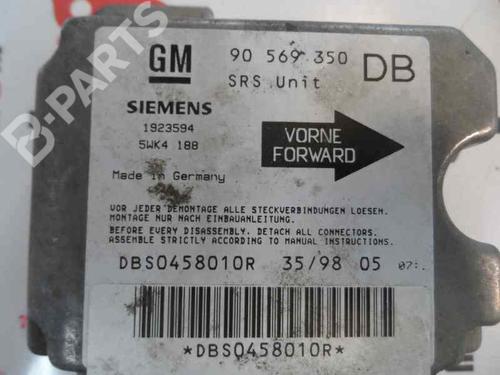 B-PARTS
GM
90 569 350
DB
SRS Unit
SIEMENS
1923594
5WK4 188
VORNE
FORWARD
Made in Germany
VOR JEDER DEMONTAGE ALLE STECKVERBINDUNGEN LOESEN.
MONTAGE NUR NACH EINBAUANLEITUNG.
BEFORE EVERY DISASSEMBLY, DETACH ALL CONNECTORS.
ASSEMBLE STRICTLY ACCORDING TO MANUAL INSTRUCTIONS.
DBS0458010R 35/98 05 07:.
*DBS0458010R*